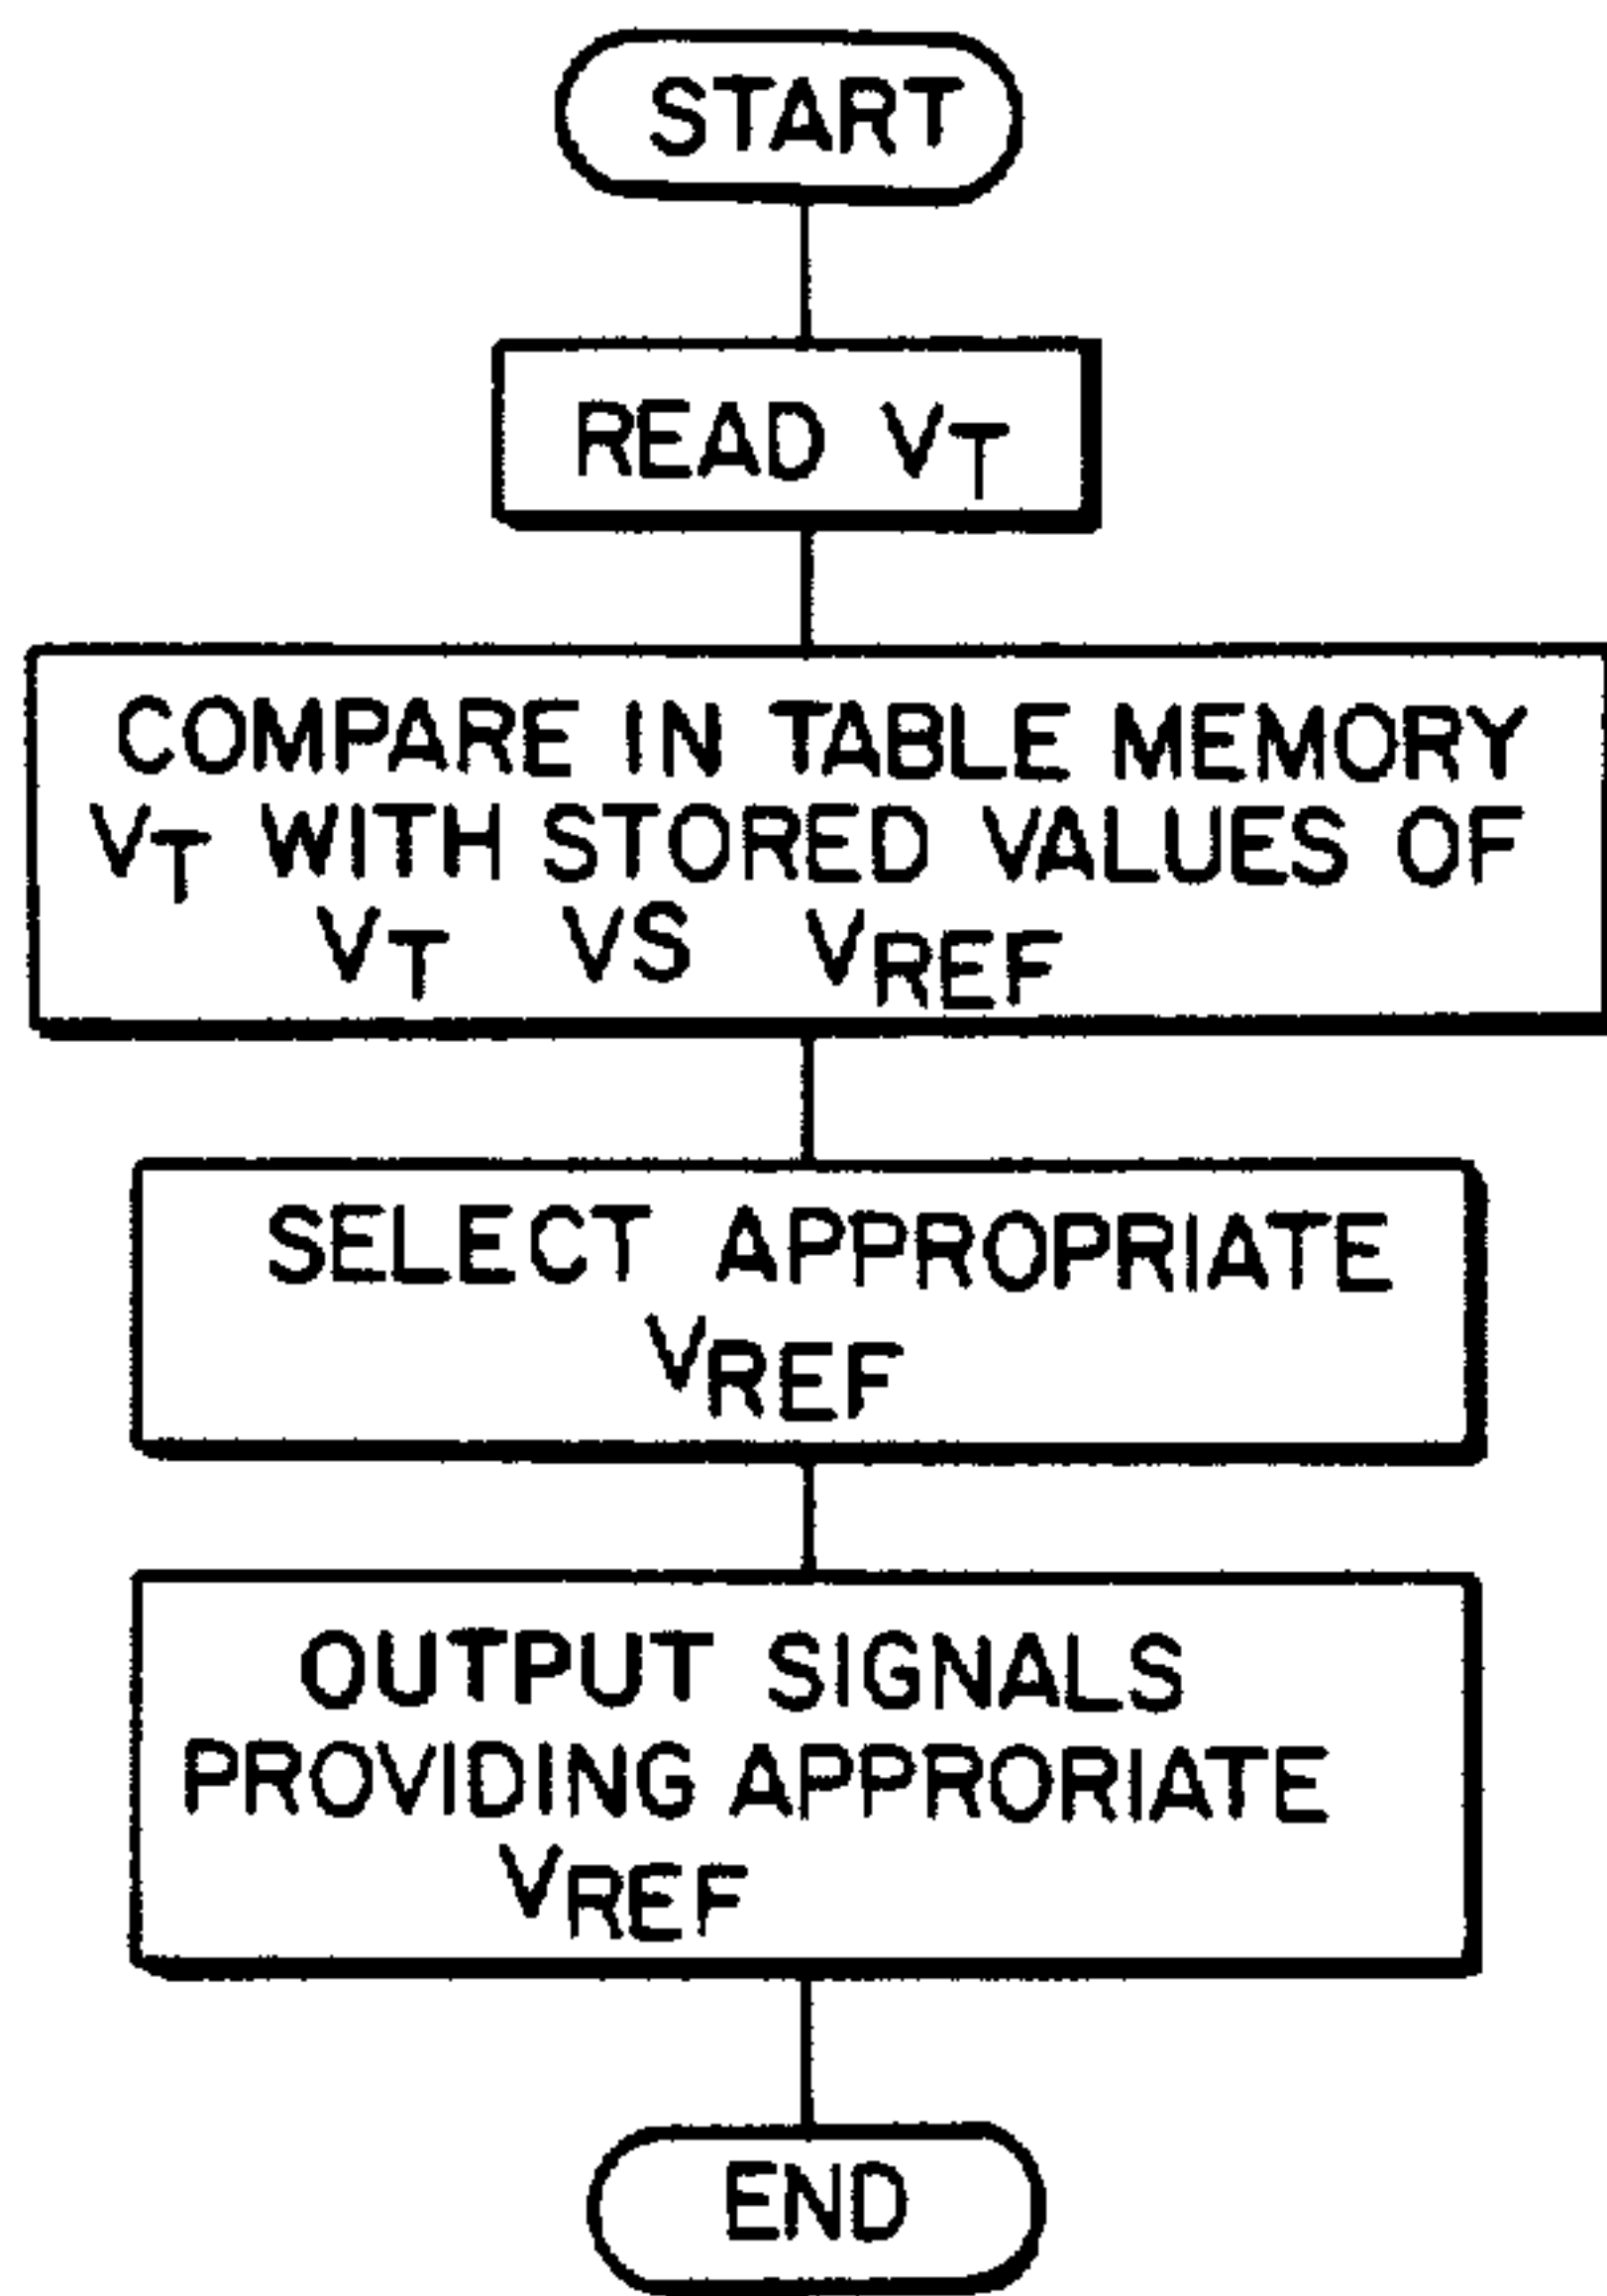 START
READ VT
COMPARE IN TABLE MEMORY
VT WITH STORED VALUES OF
VT VS VREF
SELECT APPROPRIATE
VREF
OUTPUT SIGNALS
PROVIDING APPRORIATE
VREF
END